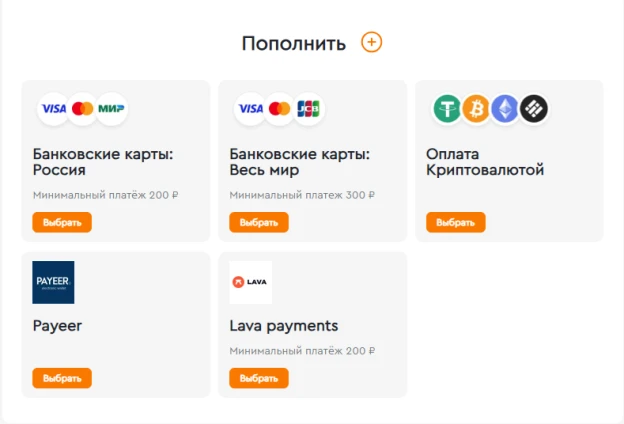 Пополнить
VISA МИР
VISA JCB
Банковские карты:
Россия
Банковские карты:
Весь мир
Оплата
Криптовалютой
Минимальный платёж 200 ₽
Минимальный платеж 300 ₽
Выбрать
Выбрать
Выбрать
PAYEER
LAVA
Payeer
Lava payments
Минимальный платёж 200 ₽
Выбрать
Выбрать